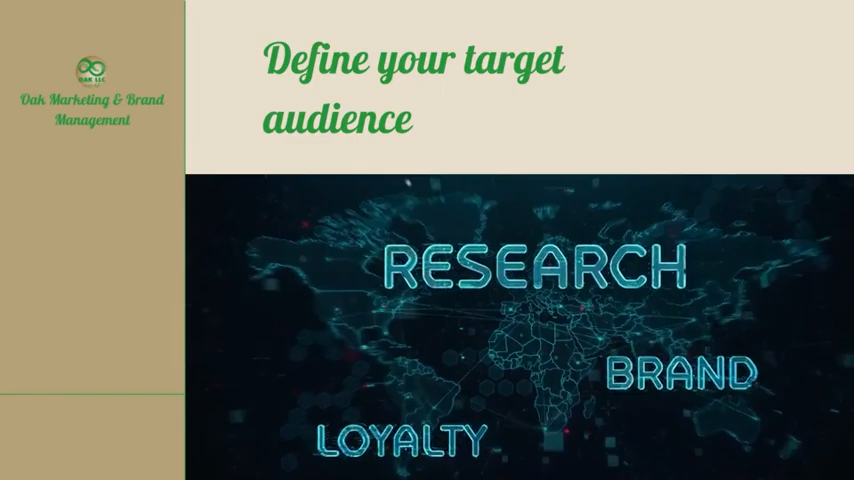 OAK LLC
Oak Marketing & Brand
Management
Define your target
audience
RESEARCH
BRAND
LOYALTY